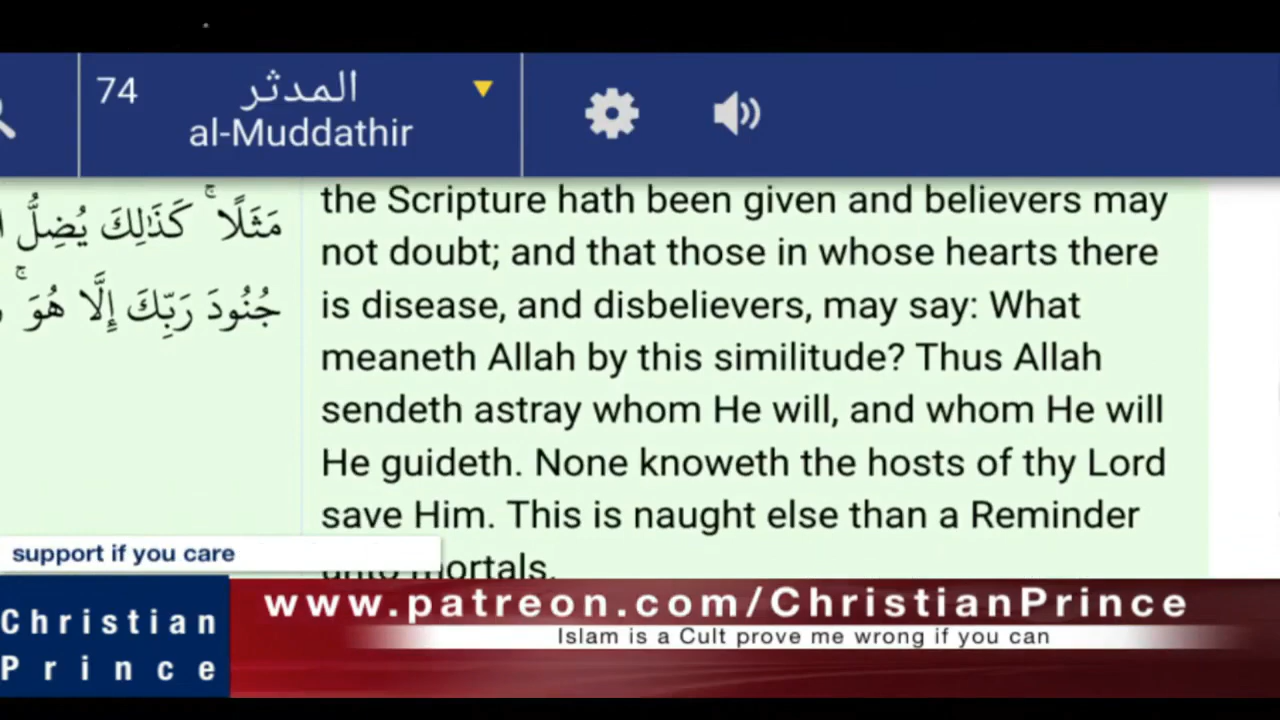 74
المدثر
al-Muddathir
مَثَلًا ۚ كَذَٰلِكَ يُضِلُّ
جُنُودَ رَبِّكَ إِلَّا هُوَ ۚ
the Scripture hath been given and believers may
not doubt; and that those in whose hearts there
is disease, and disbelievers, may say: What
meaneth Allah by this similitude? Thus Allah
sendeth astray whom He will, and whom He will
He guideth. None knoweth the hosts of thy Lord
save Him. This is naught else than a Reminder
unto mortals.
support if you care
Christian
Prince
www.patreon.com/ChristianPrince
Islam is a Cult prove me wrong if you can